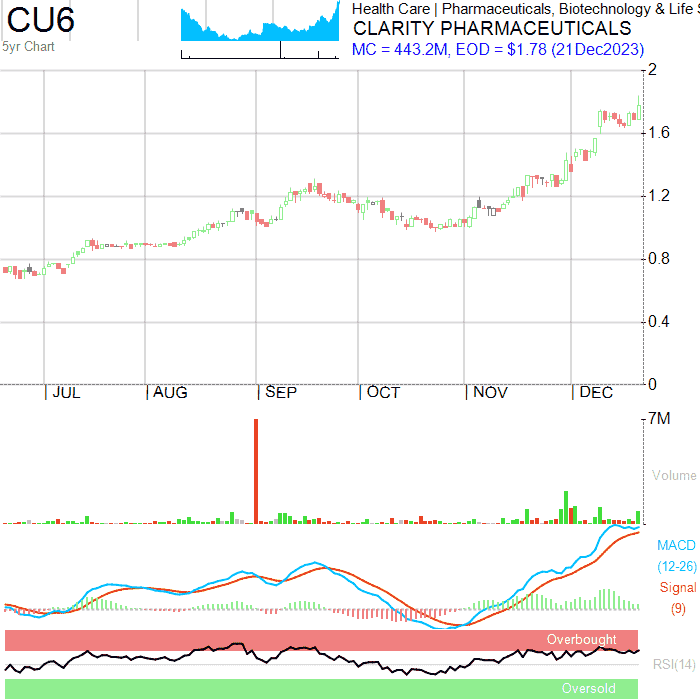 CU6
5yr Chart
Health Care | Pharmaceuticals, Biotechnology & Life S
CLARITY PHARMACEUTICALS
MC = 443.2M, EOD = $1.78 (21Dec2023)
2
1.6
1.2
0.8
0.4
0
JUL
AUG
SEP
OCT
NOV
DEC
7M
Volume
MACD
(12-26)
Signal
(9)
Overbought
RSI(14)
Oversold